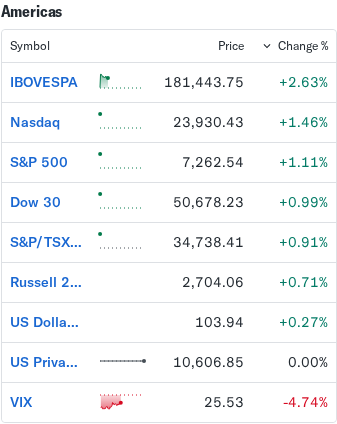 Americas
Symbol Price Change %
IBOVESPA 181,443.75 +2.63%
Nasdaq 23,930.43 +1.46%
S&P 500 7,262.54 +1.11%
Dow 30 50,678.23 +0.99%
S&P/TSX... 34,738.41 +0.91%
Russell 2... 2,704.06 +0.71%
US Dolla... 103.94 +0.27%
US Priva... 10,606.85 0.00%
VIX 25.53 -4.74%